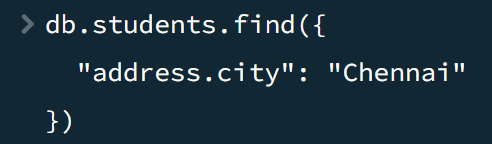 db.students.find({
"address.city": "Chennai"
})